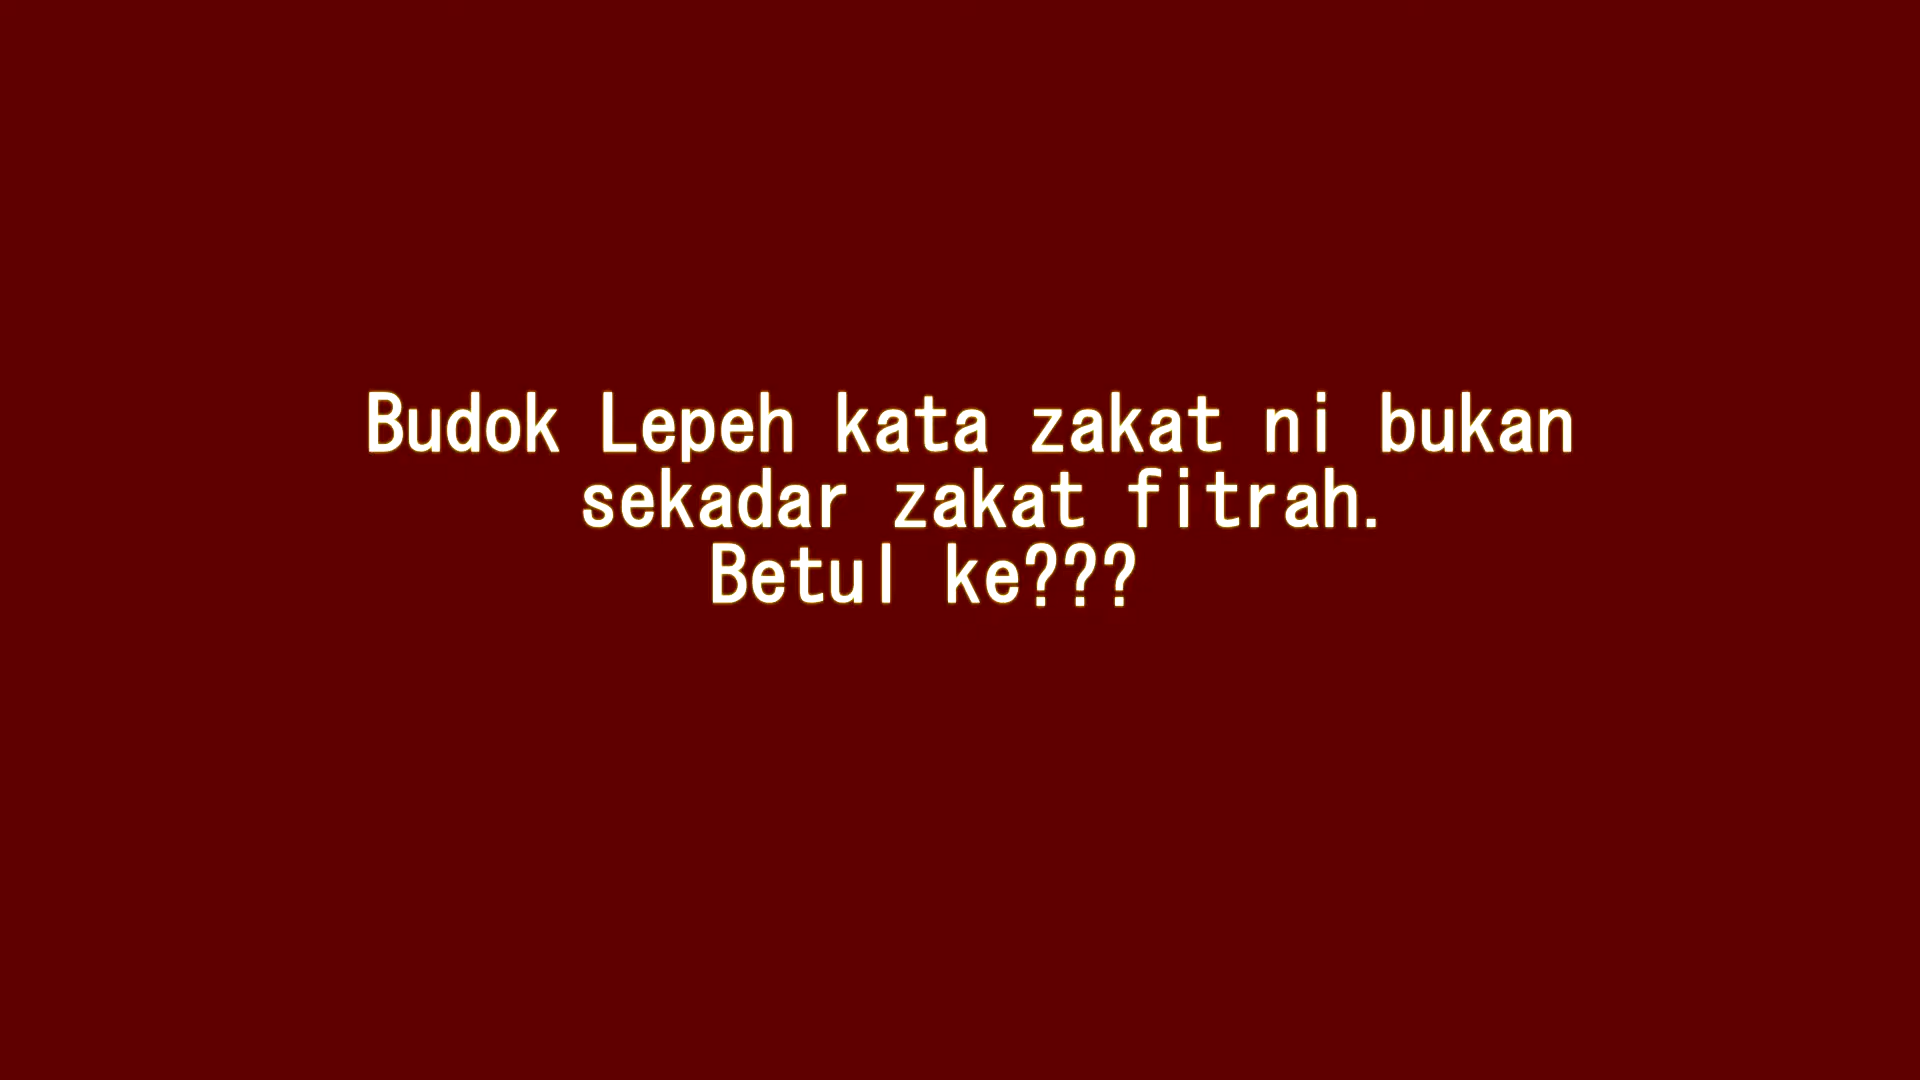 Budok Lepeh kata zakat ni bukan
sekadar zakat fitrah.
Betul ke???